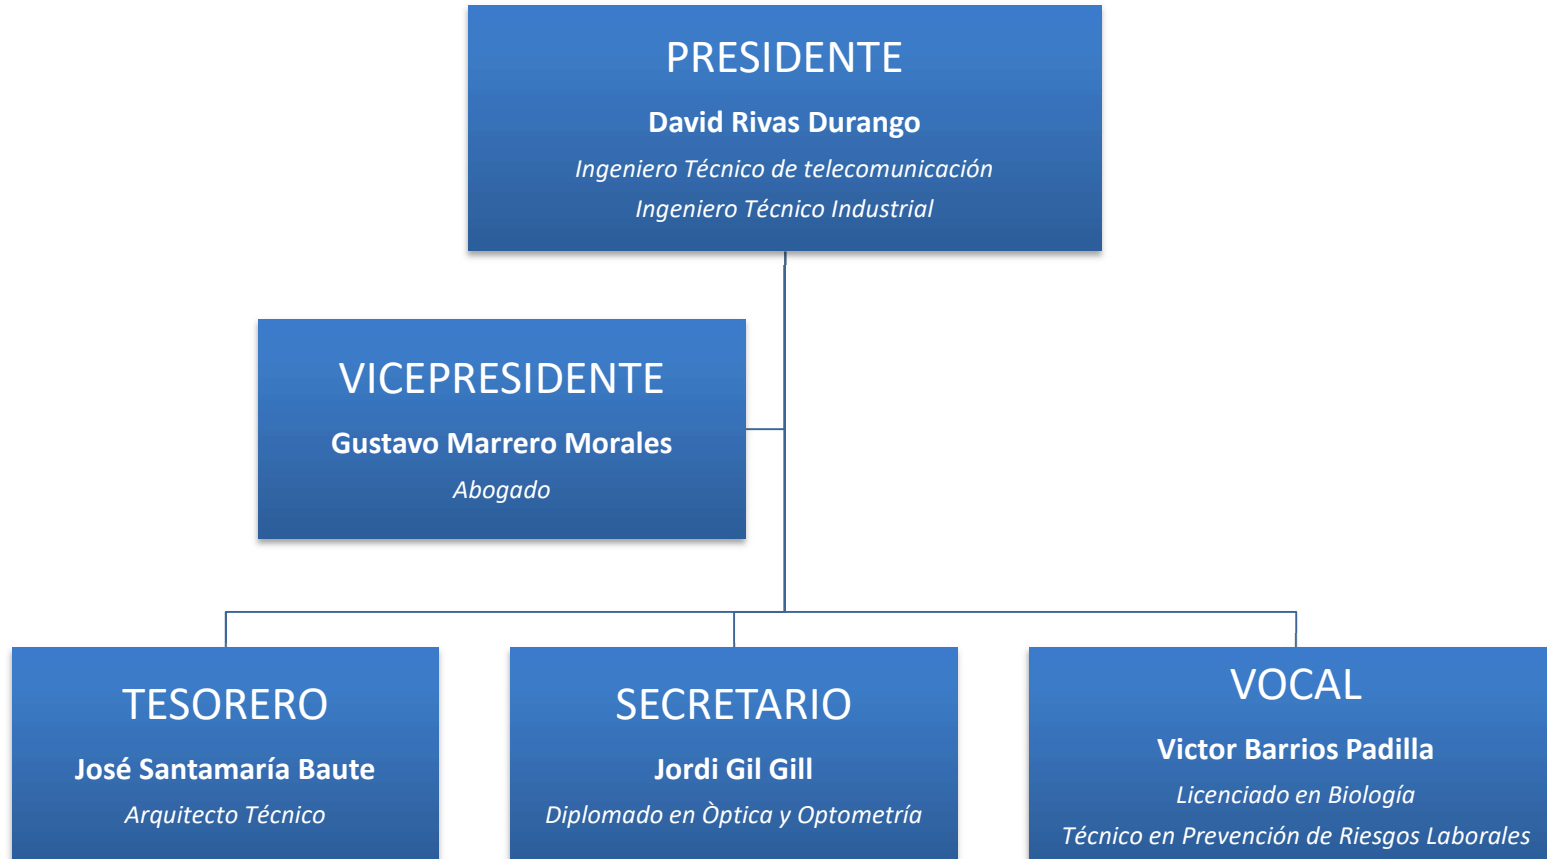 PRESIDENTE
David Rivas Durango
Ingeniero Técnico de telecomunicación
Ingeniero Técnico Industrial
VICEPRESIDENTE
Gustavo Marrero Morales
Abogado
TESORERO
José Santamaría Baute
Arquitecto Técnico
SECRETARIO
Jordi Gil Gill
Diplomado en Òptica y Optometría
VOCAL
Victor Barrios Padilla
Licenciado en Biología
Técnico en Prevención de Riesgos Laborales